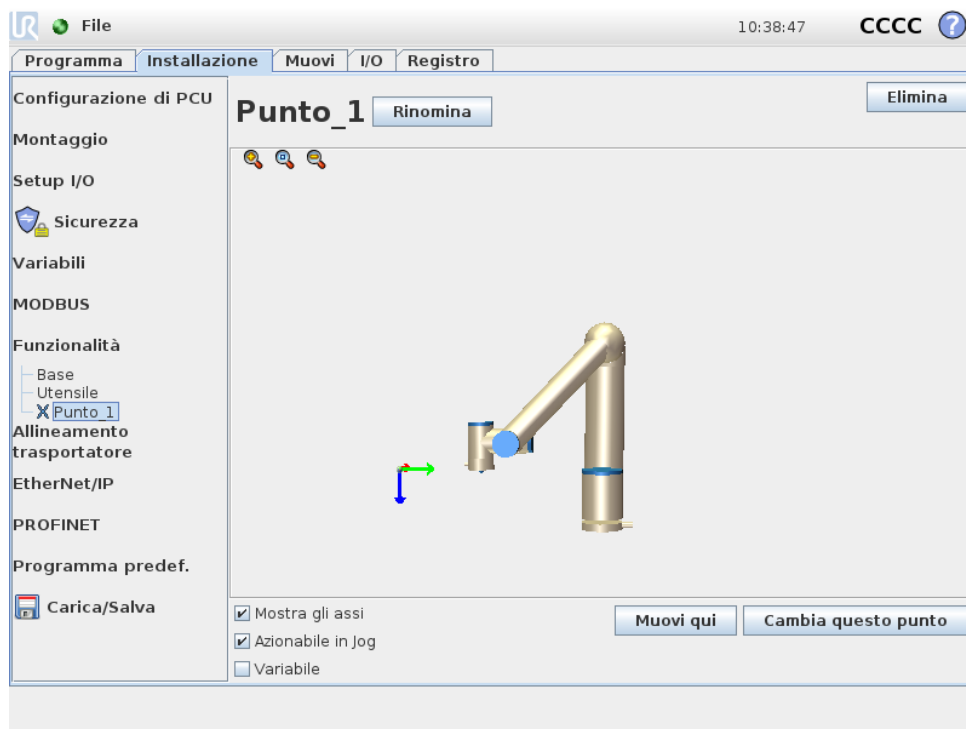 UR File 10:38:47 CCCC ?
Programma Installazione Muovi I/O Registro
Configurazione di PCU
Montaggio
Setup I/O
Sicurezza
Variabili
MODBUS
Funzionalità
Base
Utensile
Punto_1
Allineamento
trasportatore
EtherNet/IP
PROFINET
Programma predef.
Carica/Salva
Punto_1 Rinomina Elimina
Mostra gli assi
Azionabile in Jog
Variabile
Muovi qui Cambia questo punto